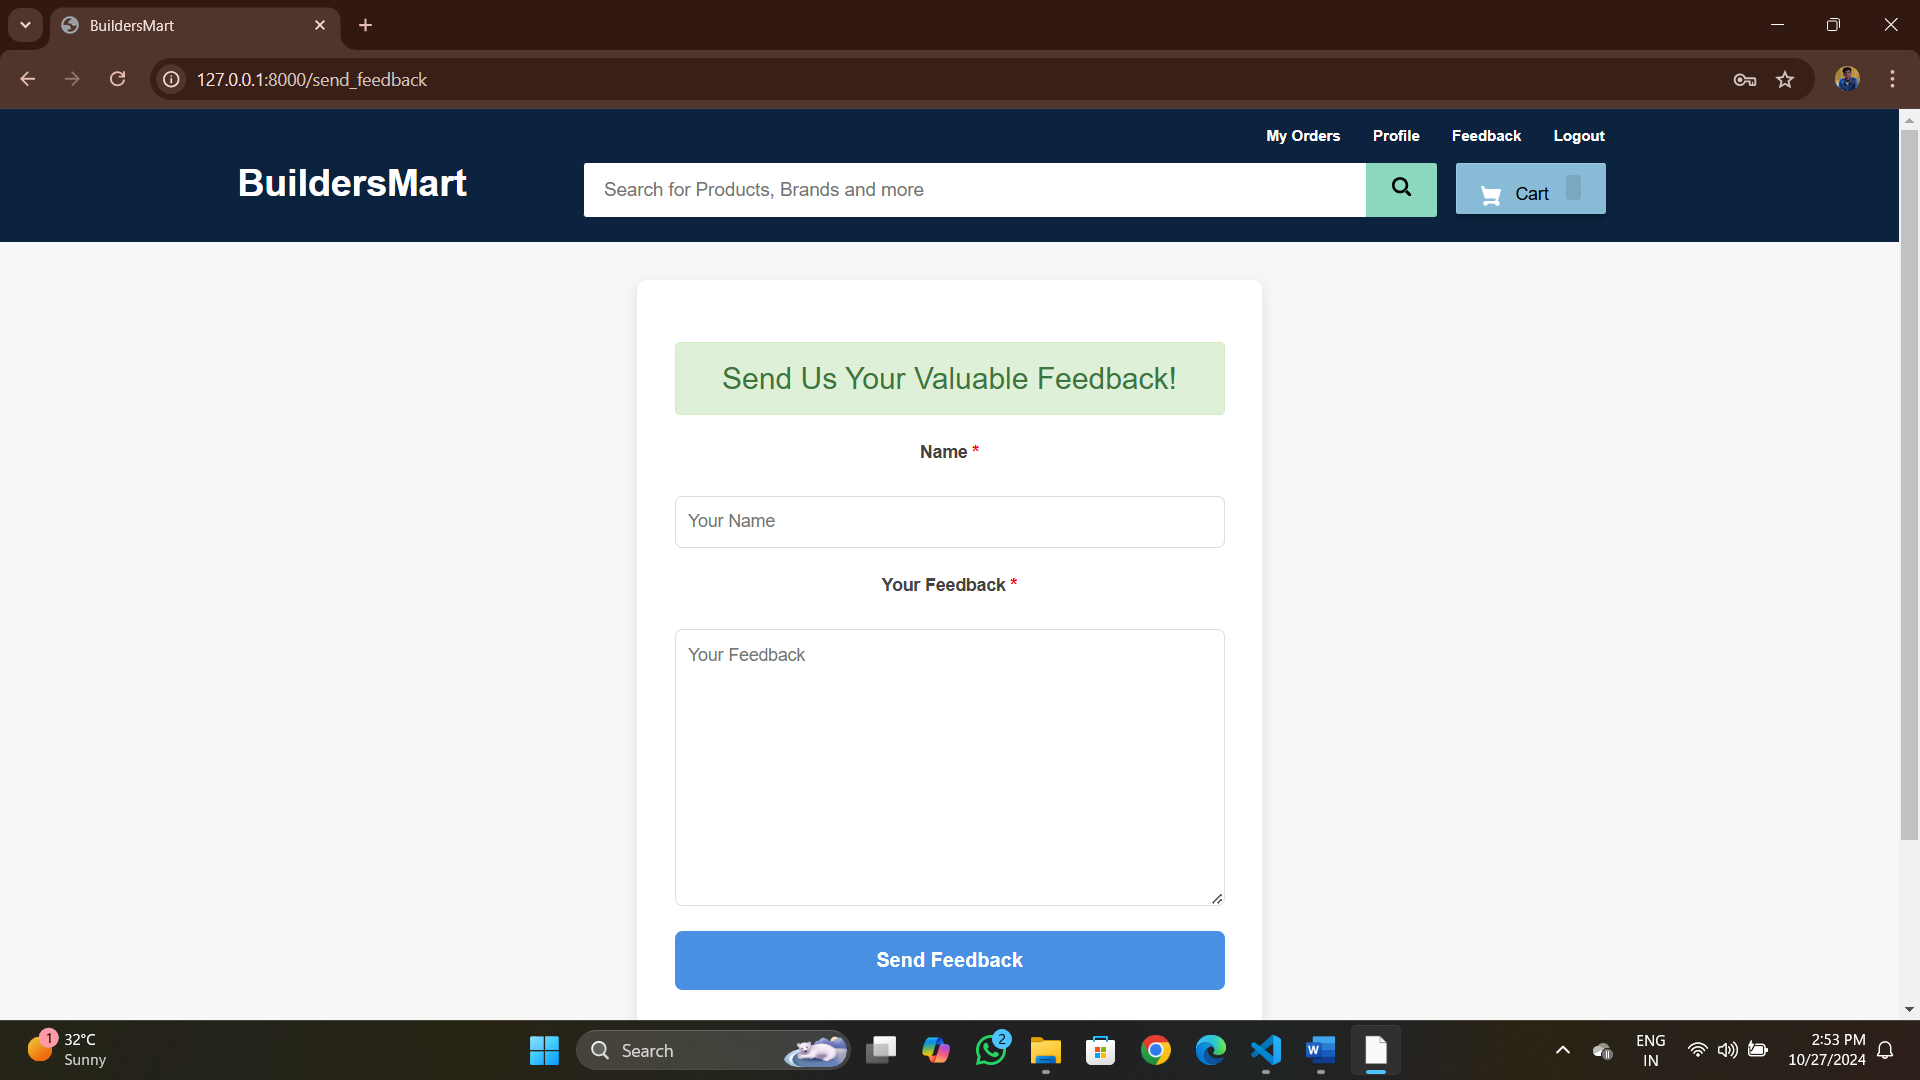 BuildersMart
127.0.0.1:8000/send_feedback
My Orders Profile Feedback Logout
BuildersMart
Search for Products, Brands and more
Cart
Send Us Your Valuable Feedback!
Name *
Your Name
Your Feedback *
Your Feedback
Send Feedback
1
32°C
Sunny
Search
2
W
ENG
IN
2:53 PM
10/27/2024